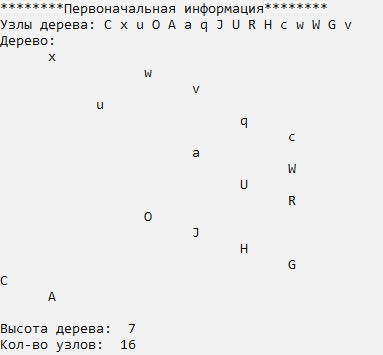 ********Первоначальная информация********
Узлы дерева: C x u O A a q J U R H c w W G v
Дерево:
x
w
v
u
q
c
a
W
U
R
O
J
H
G
C
A
Высота дерева: 7
Кол-во узлов: 16